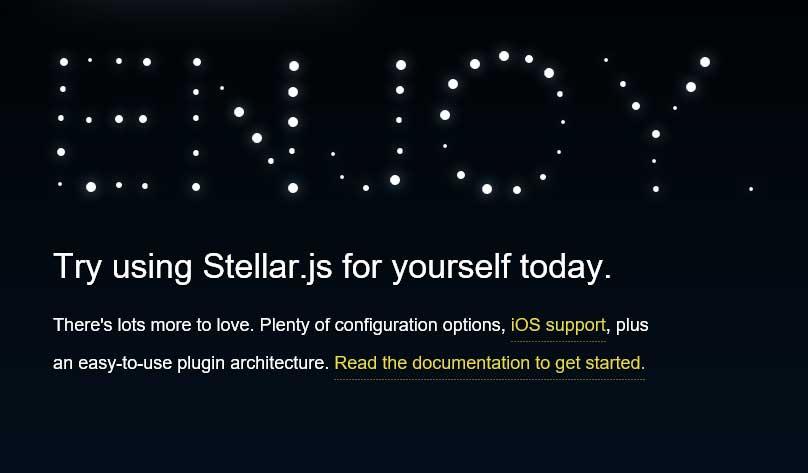 ENJOY.
Try using Stellar.js for yourself today.
There's lots more to love. Plenty of configuration options, iOS support, plus
an easy-to-use plugin architecture. Read the documentation to get started.